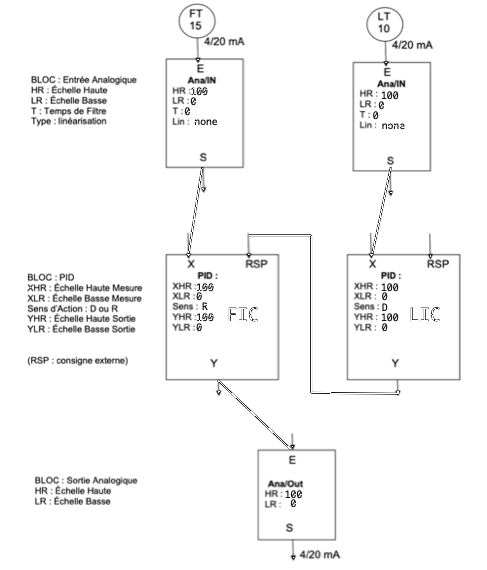 FT
15
LT
10
4/20 mA
4/20 mA
BLOC : Entrée Analogique
HR : Échelle Haute
LR : Échelle Basse
T : Temps de Filtre
Type : linéarisation
E
Ana/IN
HR : 100
LR : 0
T : 0
Lin : none
S
E
Ana/IN
HR : 100
LR : 0
T : 0
Lin : none
S
BLOC : PID
XHR : Échelle Haute Mesure
XLR : Échelle Basse Mesure
Sens d'Action : D ou R
YHR : Échelle Haute Sortie
YLR : Échelle Basse Sortie
(RSP : consigne externe)
X RSP
PID :
XHR : 100
XLR : 0
Sens : R
YHR : 100
YLR : 0
FIC
Y
X RSP
PID :
XHR : 100
XLR : 0
Sens : D
YHR : 100
YLR : 0
LIC
Y
BLOC : Sortie Analogique
HR : Échelle Haute
LR : Échelle Basse
E
Ana/Out
HR : 100
LR : 0
S
4/20 mA